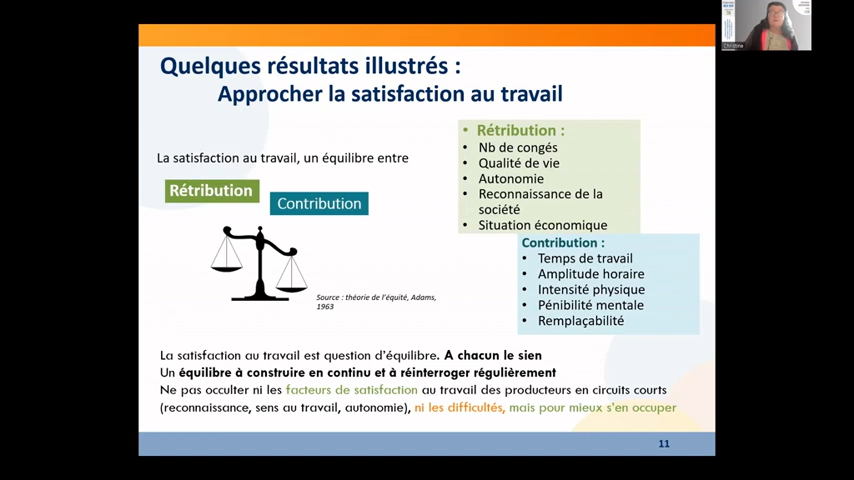 Quelques résultats illustrés :
Approcher la satisfaction au travail
La satisfaction au travail, un équilibre entre
Rétribution
Contribution
Source : théorie de l'équité, Adams,
1963
• Rétribution :
• Nb de congés
• Qualité de vie
• Autonomie
• Reconnaissance de la
société
• Situation économique
Contribution :
• Temps de travail
• Amplitude horaire
• Intensité physique
• Pénibilité mentale
• Remplaçabilité
La satisfaction au travail est question d'équilibre. A chacun le sien
Un équilibre à construire en continu et à réinterroger régulièrement
Ne pas occulter ni les facteurs de satisfaction au travail des producteurs en circuits courts
(reconnaissance, sens au travail, autonomie), ni les difficultés, mais pour mieux s'en occuper
11
Christine